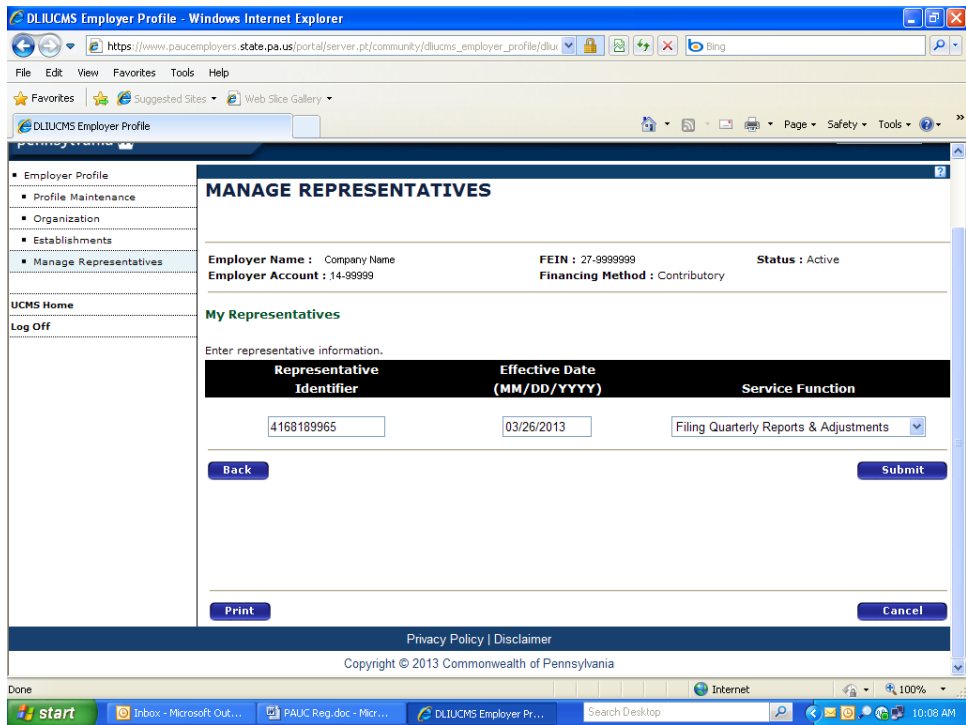 DLIUCMS Employer Profile - Windows Internet Explorer
https://www.paucemployers.state.pa.us/portal/server.pt/community/dliucms_employer_profile/dliuc
Bing
File Edit View Favorites Tools Help
Favorites Suggested Sites Web Slice Gallery
DLIUCMS Employer Profile Page Safety Tools
pennsylvania
Employer Profile
Profile Maintenance
Organization
Establishments
Manage Representatives
UCMS Home
Log Off
MANAGE REPRESENTATIVES
Employer Name : Company Name FEIN : 27-9999999 Status : Active
Employer Account : 14-99999 Financing Method : Contributory
My Representatives
Enter representative information.
Representative Identifier Effective Date (MM/DD/YYYY) Service Function
4168189965 03/26/2013 Filing Quarterly Reports & Adjustments
Back Submit
Print Cancel
Privacy Policy | Disclaimer
Copyright © 2013 Commonwealth of Pennsylvania
Done Internet 100%
start Inbox - Microsoft Out... PAUC Reg.doc - Micr... DLIUCMS Employer Pr... Search Desktop 10:08 AM